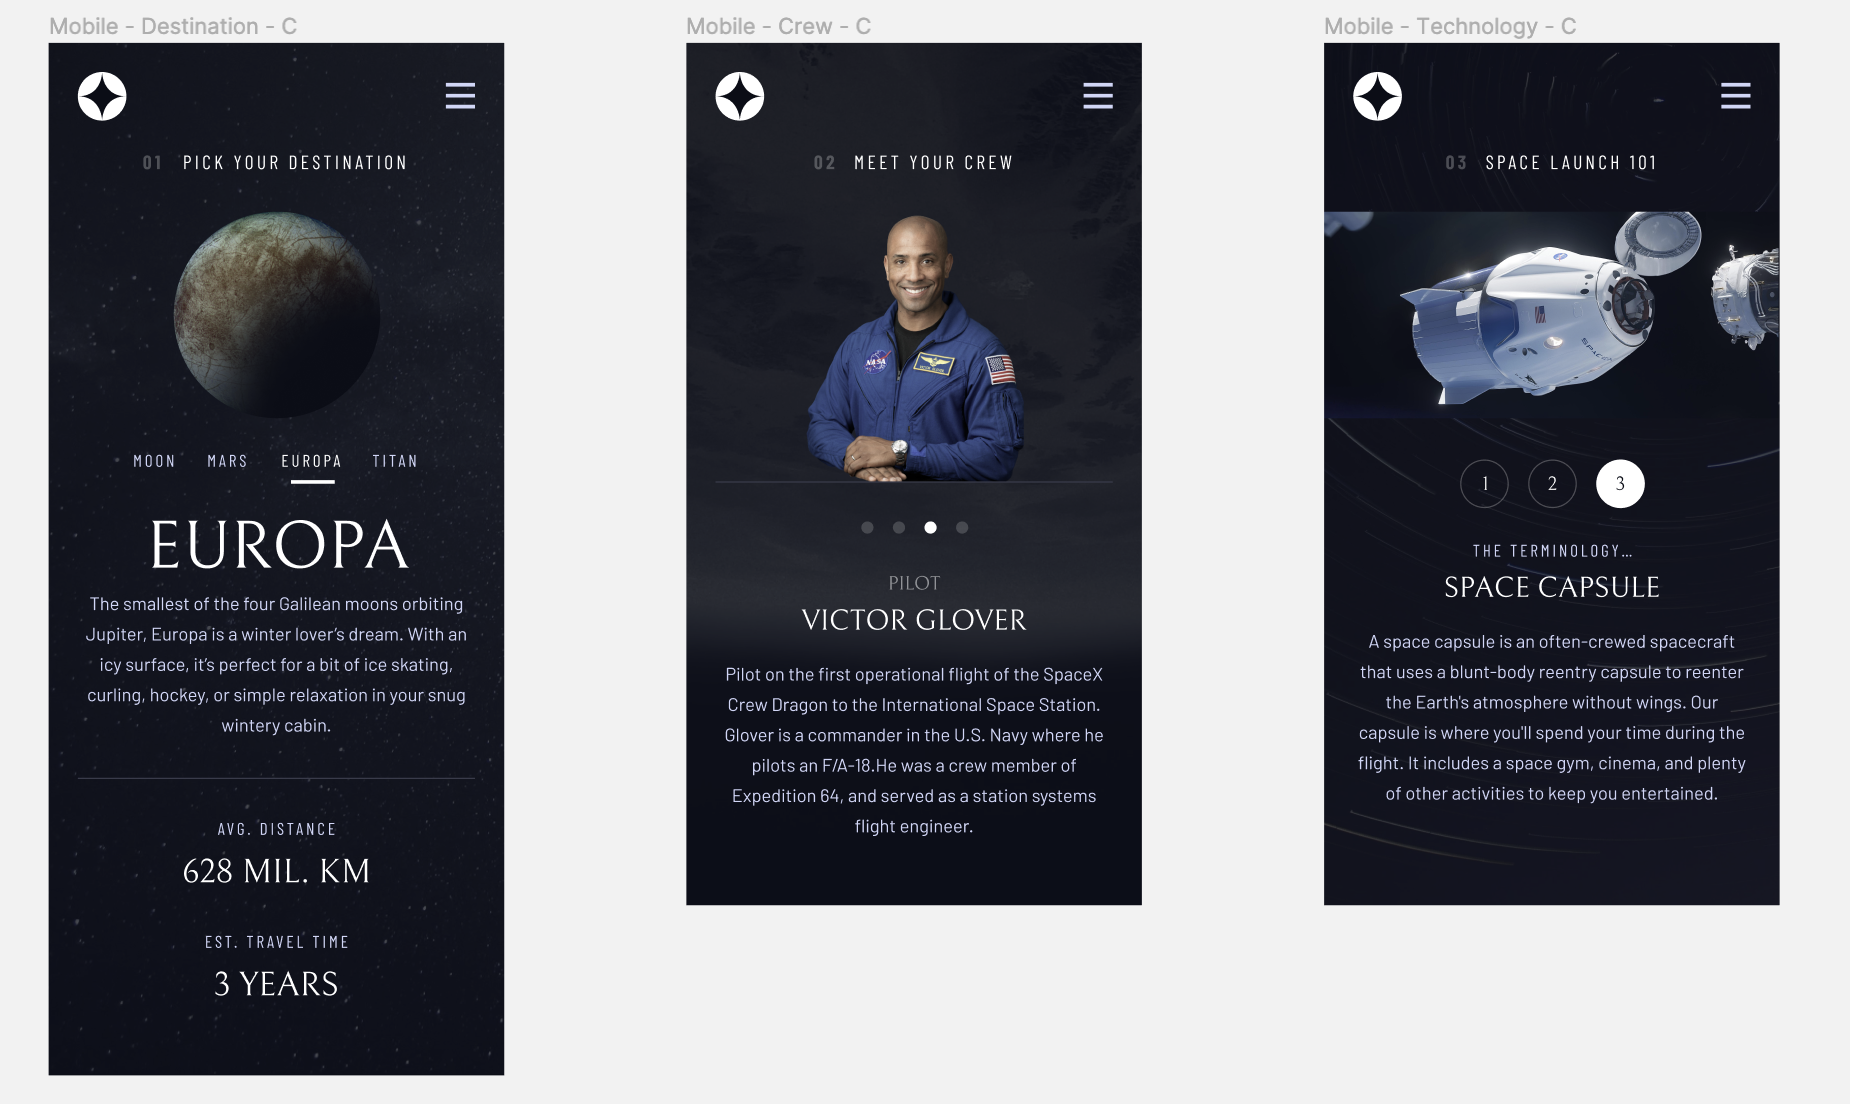 Mobile - Destination - C
01 PICK YOUR DESTINATION
MOON MARS EUROPA TITAN
EUROPA
The smallest of the four Galilean moons orbiting
Jupiter, Europa is a winter lover’s dream. With an
icy surface, it’s perfect for a bit of ice skating,
curling, hockey, or simple relaxation in your snug
wintery cabin.
AVG. DISTANCE
628 MIL. KM
EST. TRAVEL TIME
3 YEARS
Mobile - Crew - C
02 MEET YOUR CREW
NASA
PILOT
VICTOR GLOVER
Pilot on the first operational flight of the SpaceX
Crew Dragon to the International Space Station.
Glover is a commander in the U.S. Navy where he
pilots an F/A-18.He was a crew member of
Expedition 64, and served as a station systems
flight engineer.
Mobile - Technology - C
03 SPACE LAUNCH 101
SPACEX
1 2 3
THE TERMINOLOGY…
SPACE CAPSULE
A space capsule is an often-crewed spacecraft
that uses a blunt-body reentry capsule to reenter
the Earth's atmosphere without wings. Our
capsule is where you'll spend your time during the
flight. It includes a space gym, cinema, and plenty
of other activities to keep you entertained.